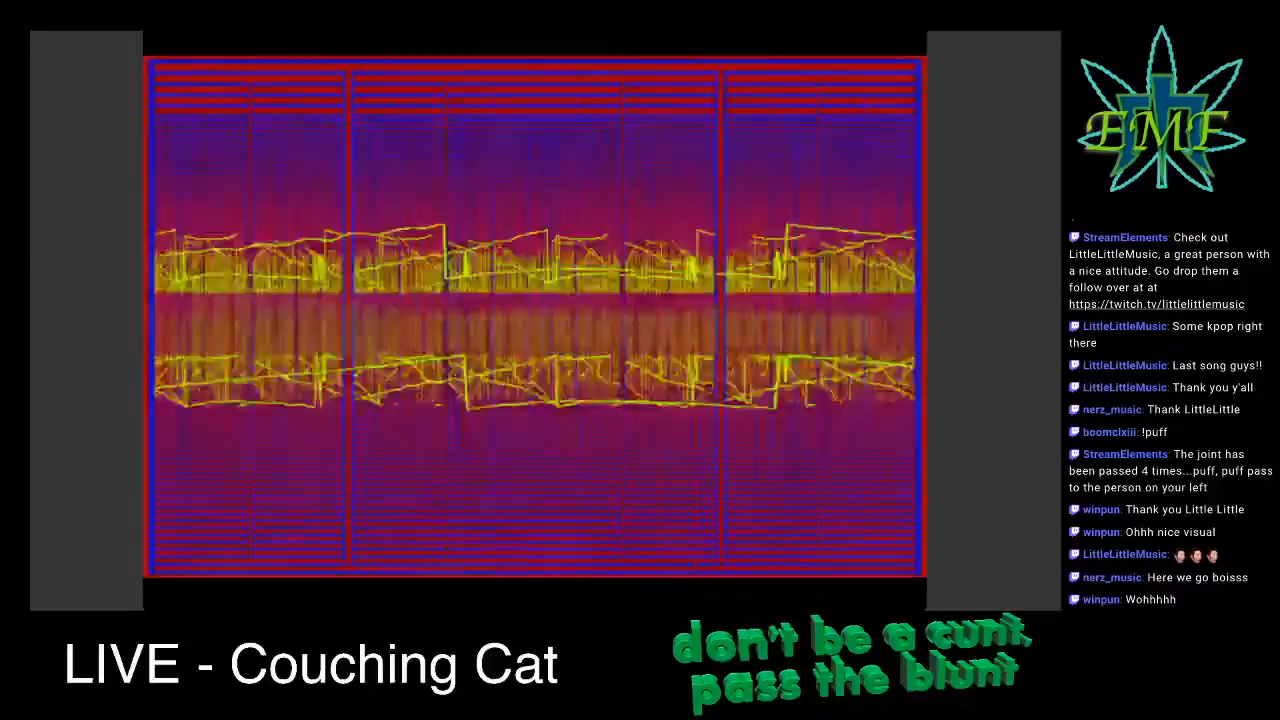 EMF
StreamElements: Check out
LittleLittleMusic, a great person with
a nice attitude. Go drop them a
follow over at at
https://twitch.tv/littlelittlemusic
LittleLittleMusic: Some kpop right
there
LittleLittleMusic: Last song guys!!
LittleLittleMusic: Thank you y'all
nerz_music: Thank LittleLittle
boomclxiii: !puff
StreamElements: The joint has
been passed 4 times...puff, puff pass
to the person on your left
winpun: Thank you Little Little
winpun: Ohhh nice visual
LittleLittleMusic:
nerz_music: Here we go boisss
winpun: Wohhhhh
LIVE - Couching Cat
don't be a cunt,
pass the blunt